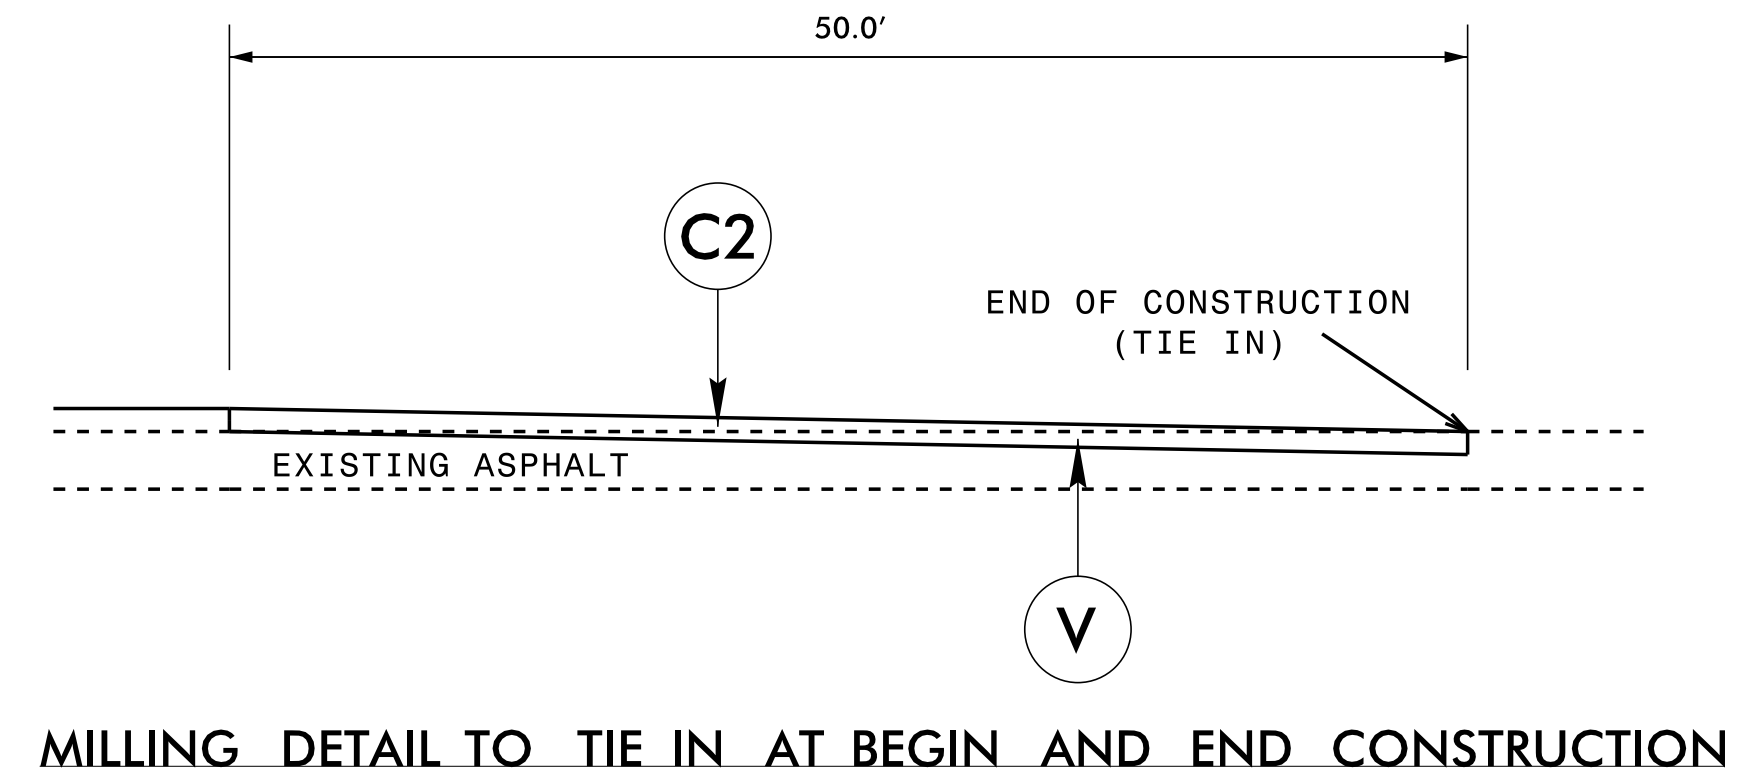 50.0'
C2
END OF CONSTRUCTION
(TIE IN)
EXISTING ASPHALT
V
MILLING DETAIL TO TIE IN AT BEGIN AND END CONSTRUCTION